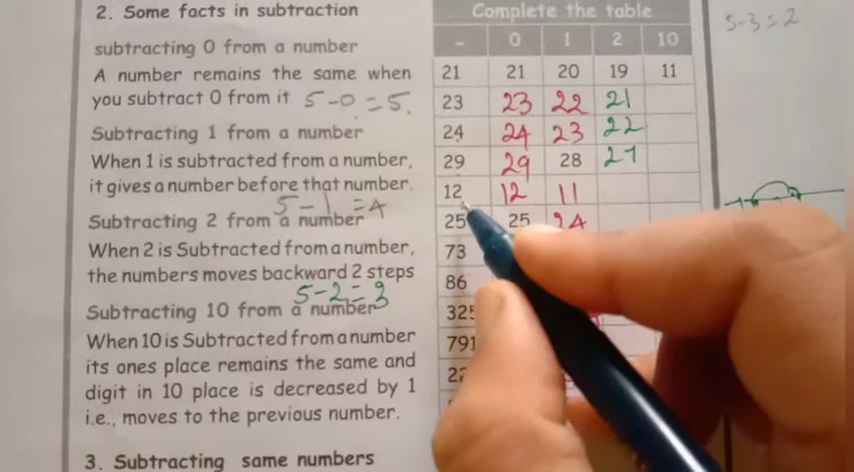 2. Some facts in subtraction
subtracting 0 from a number
A number remains the same when
you subtract 0 from it 5-0=5.
Subtracting 1 from a number
When 1 is subtracted from a number,
it gives a number before that number.
5-1=4
Subtracting 2 from a number
When 2 is Subtracted from a number,
the numbers moves backward 2 steps
5-2=3
Subtracting 10 from a number
When 10 is Subtracted from a number
its ones place remains the same and
digit in 10 place is decreased by 1
i.e., moves to the previous number.
3. Subtracting same numbers
Complete the table
- 0 1 2 10
21 21 20 19 11
23 23 22 21
24 24 23 22
29 29 28 27
12 12 11
25 25 24
73
86
325
791
5-3=2